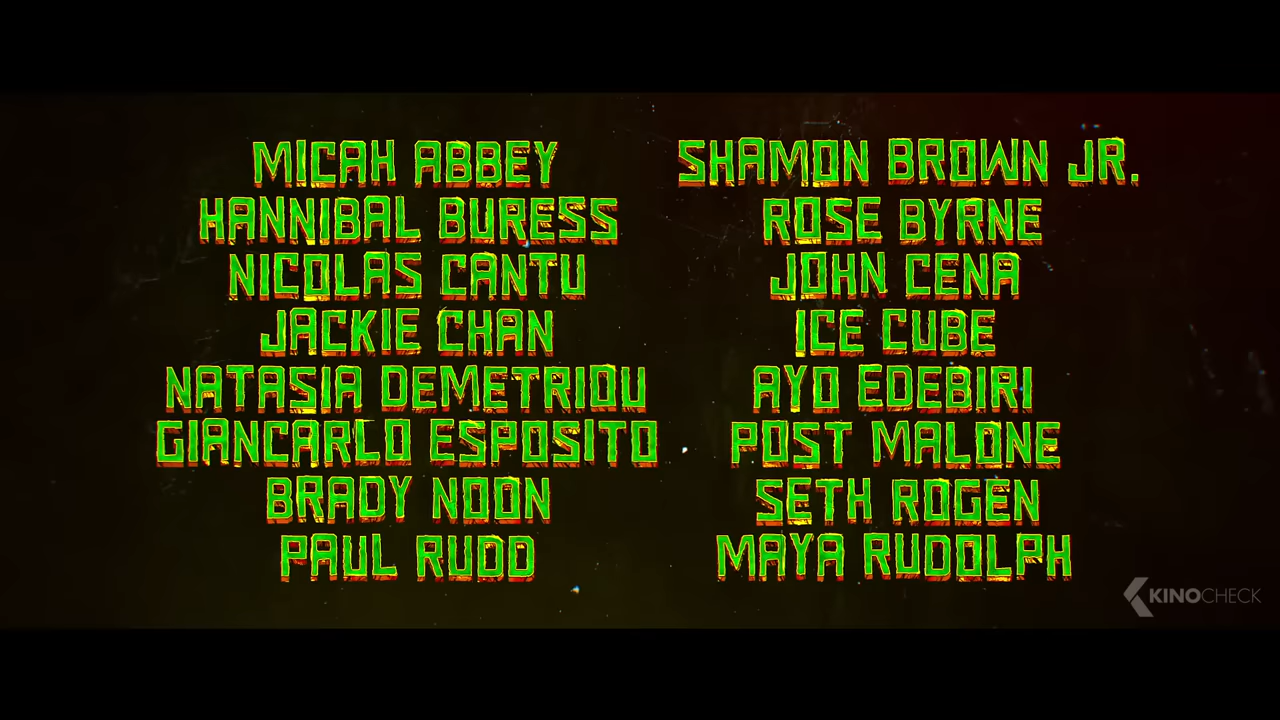 MICAH ABBEY
SHAMON BROWN JR.
HANNIBAL BURESS
ROSE BYRNE
NICOLAS CANTU
JOHN CENA
JACKIE CHAN
ICE CUBE
NATASIA DEMETRIOU
AYO EDEBIRI
GIANCARLO ESPOSITO
POST MALONE
BRADY NOON
SETH ROGEN
PAUL RUDD
MAYA RUDOLPH
KINOCHECK